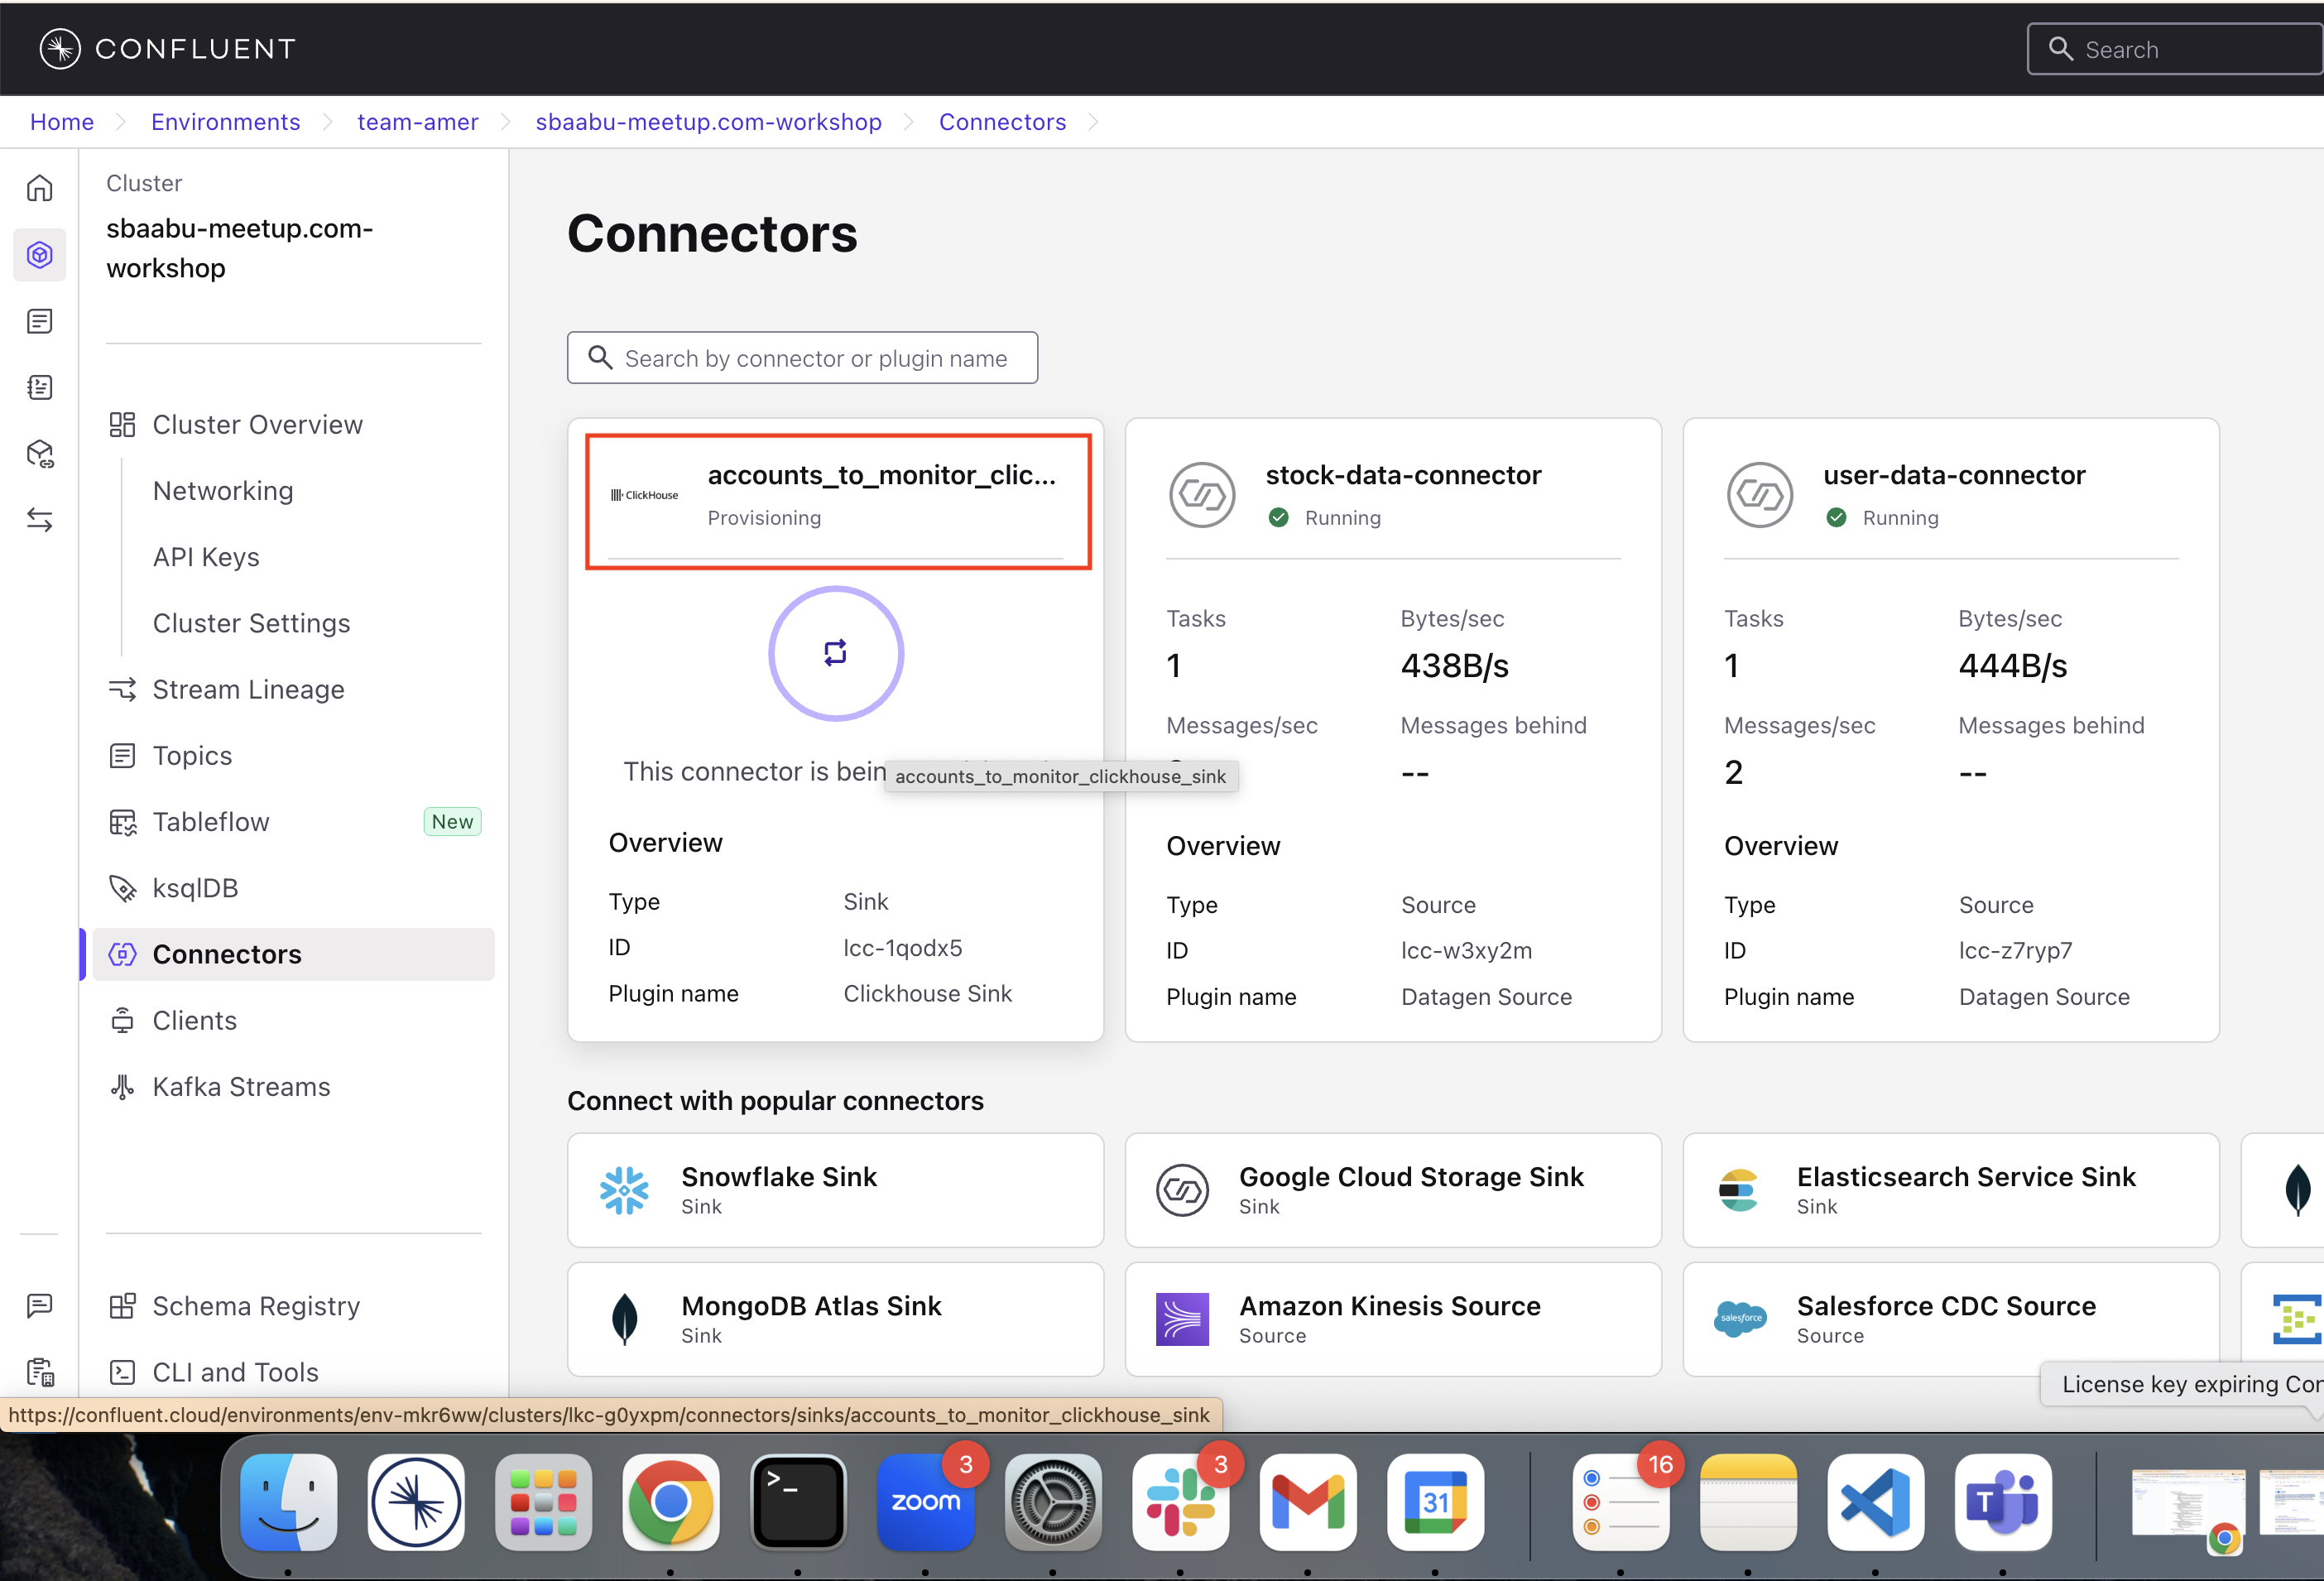 CONFLUENT
Search
Home
Environments
team-amer
sbaabu-meetup.com-workshop
Connectors
Cluster
sbaabu-meetup.com-
workshop
Cluster Overview
Networking
API Keys
Cluster Settings
Stream Lineage
Topics
Tableflow
New
ksqlDB
Connectors
Clients
Kafka Streams
Schema Registry
CLI and Tools
Connectors
Search by connector or plugin name
ClickHouse
accounts_to_monitor_clic...
Provisioning
This connector is bein
accounts_to_monitor_clickhouse_sink
Overview
Type Sink
ID lcc-1qodx5
Plugin name Clickhouse Sink
stock-data-connector
Running
Tasks Bytes/sec
1 438B/s
Messages/sec Messages behind
--
Overview
Type Source
ID lcc-w3xy2m
Plugin name Datagen Source
user-data-connector
Running
Tasks Bytes/sec
1 444B/s
Messages/sec Messages behind
2 --
Overview
Type Source
ID lcc-z7ryp7
Plugin name Datagen Source
Connect with popular connectors
Snowflake Sink
Sink
Google Cloud Storage Sink
Sink
Elasticsearch Service Sink
Sink
MongoDB Atlas Sink
Sink
Amazon Kinesis Source
Source
salesforce
Salesforce CDC Source
Source
License key expiring Con
https://confluent.cloud/environments/env-mkr6ww/clusters/lkc-g0yxpm/connectors/sinks/accounts_to_monitor_clickhouse_sink
zoom
3
3
31
16
T